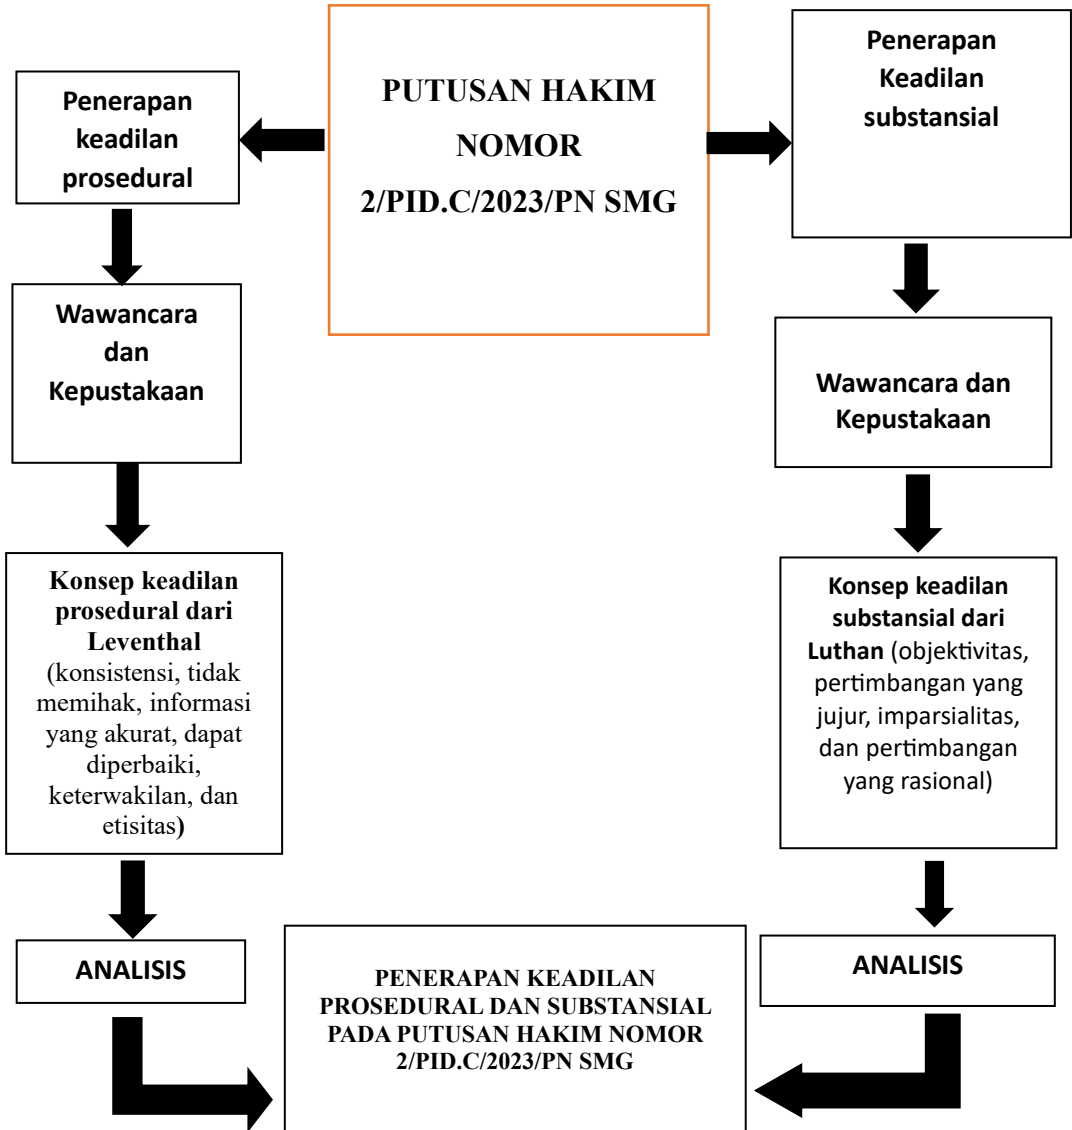 PUTUSAN HAKIM
NOMOR
2/PID.C/2023/PN SMG
Penerapan
keadilan
prosedural
Wawancara
dan
Kepustakaan
Konsep keadilan
prosedural dari
Leventhal
(konsistensi, tidak
memihak, informasi
yang akurat, dapat
diperbaiki,
keterwakilan, dan
etisitas)
ANALISIS
Penerapan
Keadilan
substansial
Wawancara dan
Kepustakaan
Konsep keadilan
substansial dari
Luthan (objektivitas,
pertimbangan yang
jujur, imparsialitas,
dan pertimbangan
yang rasional)
ANALISIS
PENERAPAN KEADILAN
PROSEDURAL DAN SUBSTANSIAL
PADA PUTUSAN HAKIM NOMOR
2/PID.C/2023/PN SMG